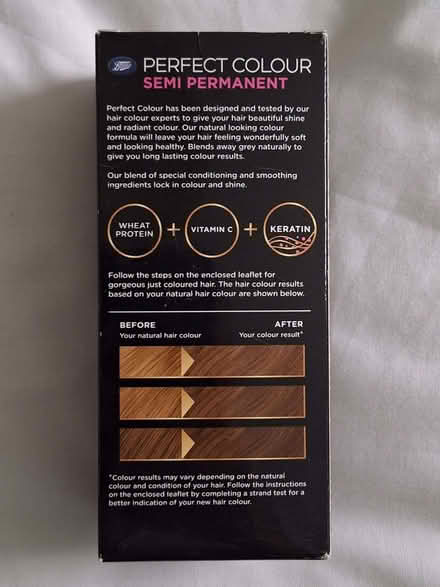 Boots
PERFECT COLOUR
SEMI PERMANENT
Perfect Colour has been designed and tested by our
hair colour experts to give your hair beautiful shine
and radiant colour. Our natural looking colour
formula will leave your hair feeling wonderfully soft
and looking healthy. Blends away grey naturally to
give you long lasting colour results.
Our blend of special conditioning and smoothing
ingredients lock in colour and shine.
WHEAT
PROTEIN
+
VITAMIN C
+
KERATIN
Follow the steps on the enclosed leaflet for
gorgeous just coloured hair. The hair colour results
based on your natural hair colour are shown below.
BEFORE
Your natural hair colour
AFTER
Your colour result*
*Colour results may vary depending on the natural
colour and condition of your hair. Follow the instructions
on the enclosed leaflet by completing a strand test for a
better indication of your new hair colour.